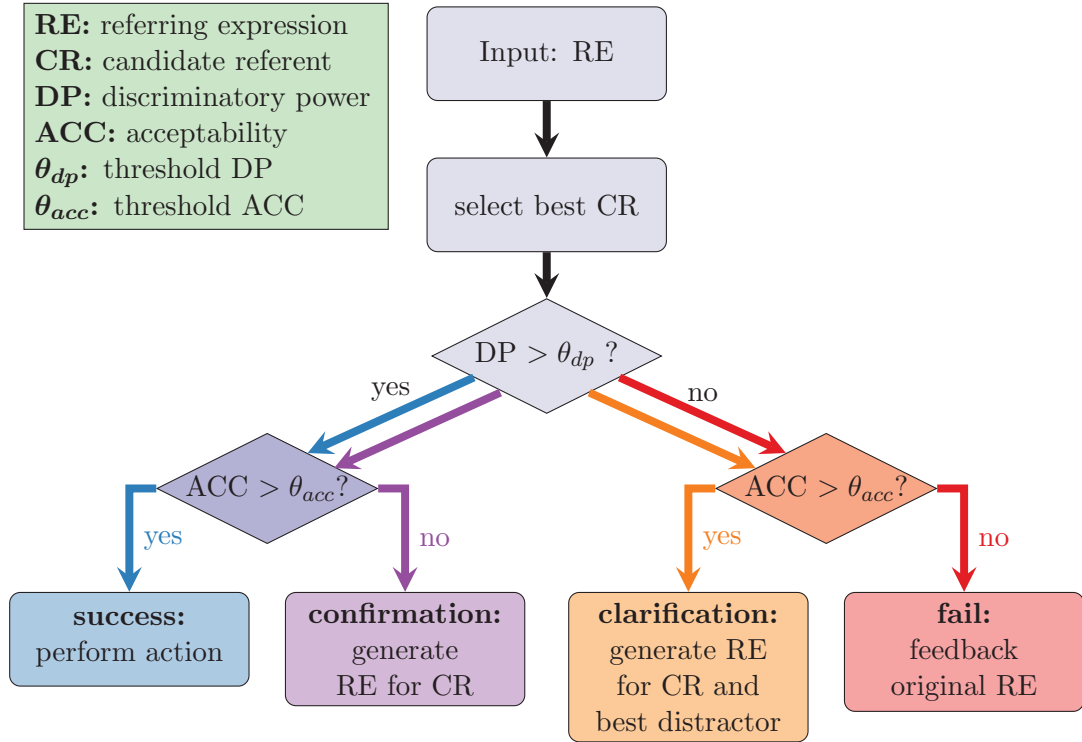 RE: referring expression
CR: candidate referent
DP: discriminatory power
ACC: acceptability
θdp: threshold DP
θacc: threshold ACC
Input: RE
select best CR
DP > θdp ?
yes
no
ACC > θacc?
ACC > θacc?
yes
no
yes
no
success:
perform action
confirmation:
generate
RE for CR
clarification:
generate RE
for CR and
best distractor
fail:
feedback
original RE